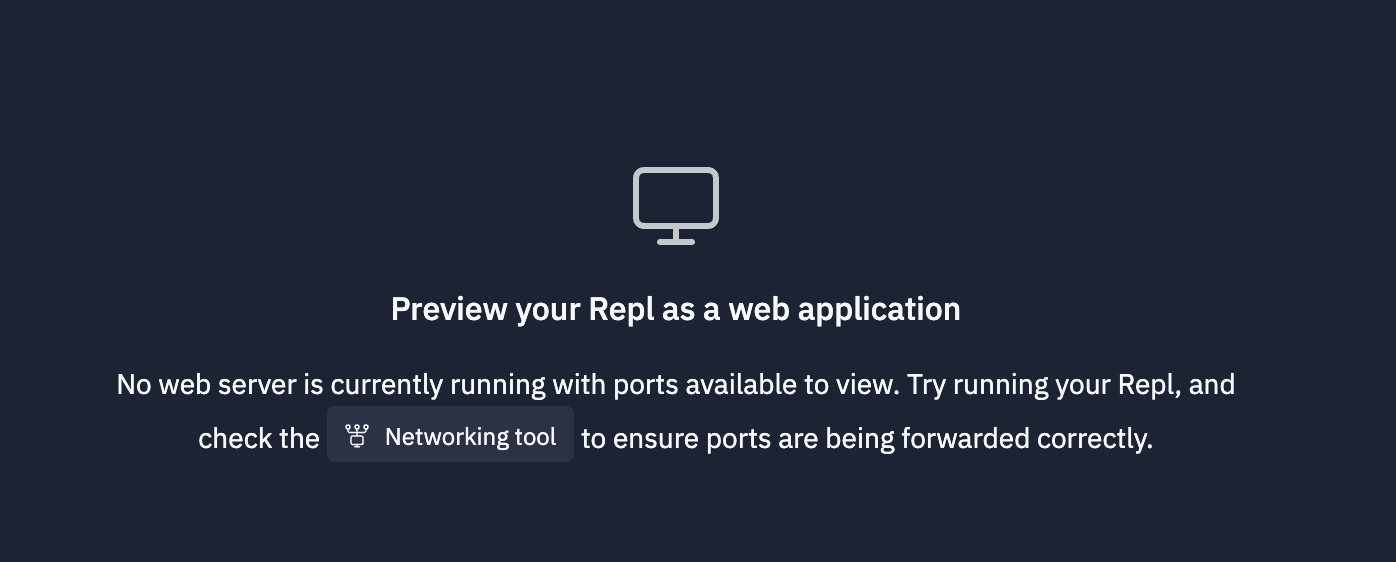 Preview your Repl as a web application
No web server is currently running with ports available to view. Try running your Repl, and
check the Networking tool to ensure ports are being forwarded correctly.